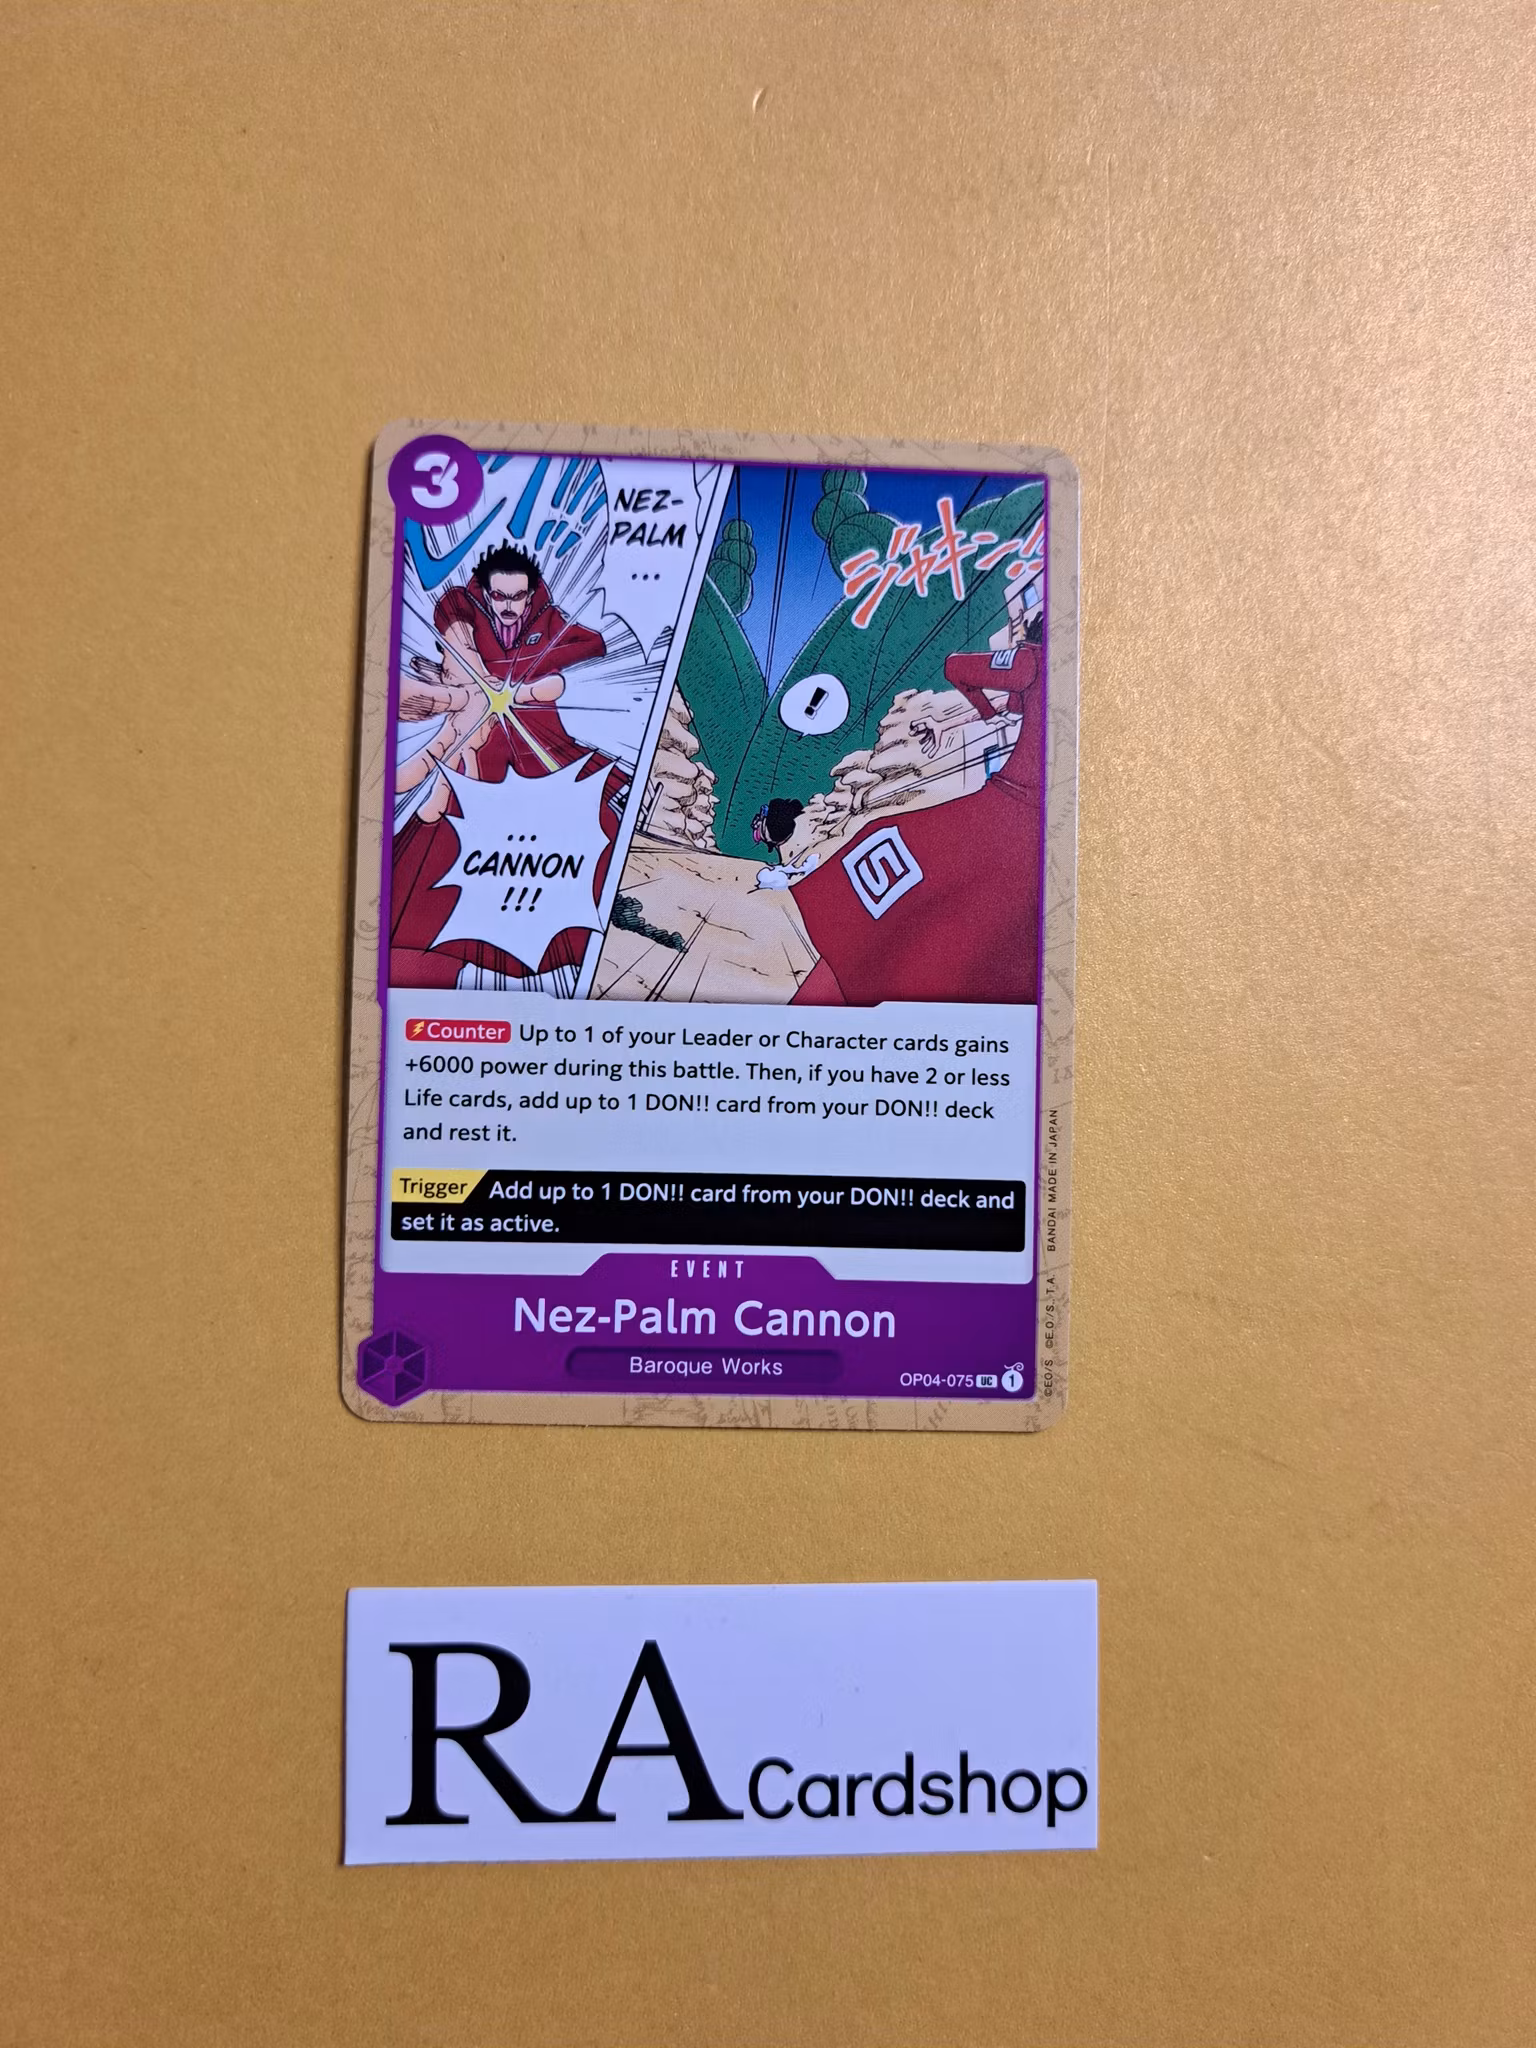 3
NEZ-
PALM
...
ジャキーン!!
!
...
CANNON
!!!
Counter Up to 1 of your Leader or Character cards gains
+6000 power during this battle. Then, if you have 2 or less
Life cards, add up to 1 DON!! card from your DON!! deck
and rest it.
Trigger Add up to 1 DON!! card from your DON!! deck and
set it as active.
EVENT
Nez-Palm Cannon
Baroque Works
OP04-075 UC 1
©EO/S ©E.O./S., T.A. BANDAI MADE IN JAPAN
RA Cardshop